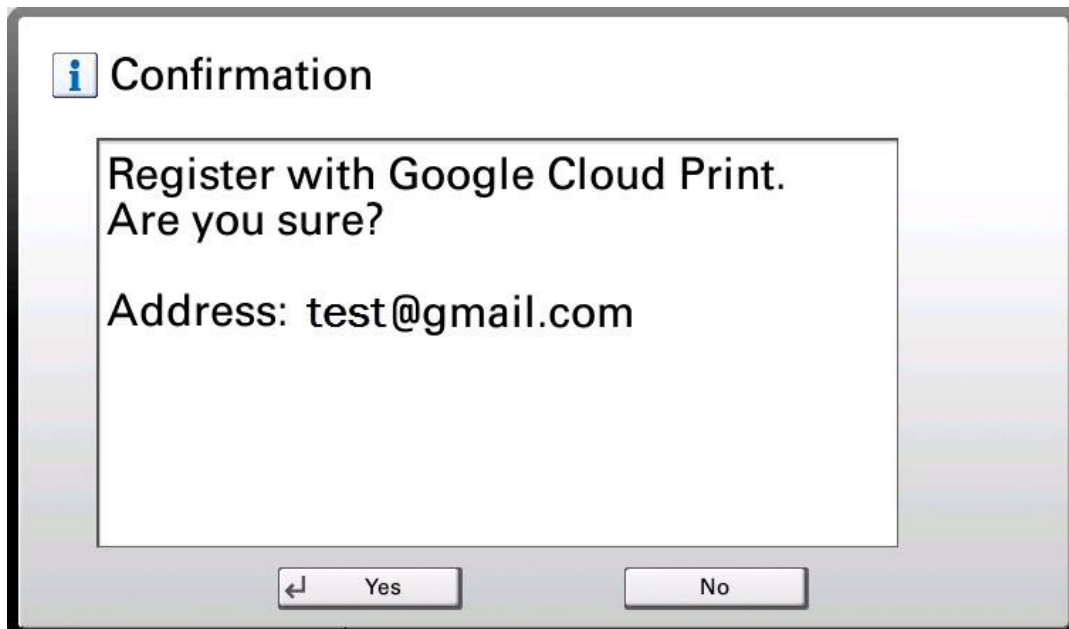 Confirmation
Register with Google Cloud Print.
Are you sure?
Address: test@gmail.com
Yes
No